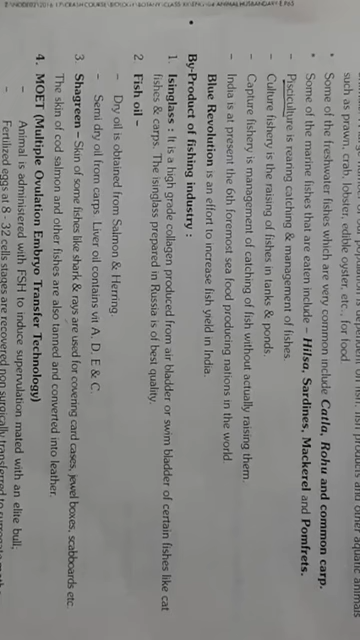 such as prawn, crab, lobster, edible oyster, etc., for food.
• Some of the freshwater fishes which are very common include Catla, Rohu and common carp.
• Some of the marine fishes that are eaten include – Hilsa, Sardines, Mackerel and Pomfrets.
– Pisciculture is rearing catching & management of fishes.
– Culture fishery is the raising of fishes in tanks & ponds.
– Capture fishery is management of catching of fish without actually raising them.
– India is at present the 6th foremost sea food producing nations in the world.
Blue Revolution is an effort to increase fish yield in India.
• By-Product of fishing industry :
1. Isinglass : It is a high grade collagen produced from air bladder or swim bladder of certain fishes like cat
fishes & carps. The isinglass prepared in Russia is of best quality.
2 Fish oil –
– Dry oil is obtained from Salmon & Herring.
– Semi dry oil from carps : Liver oil contains vit A, D, E & C.
3. Shagreen – Skin of some fishes like shark & rays are used for covering card cases, jewel boxes, scabboards etc
The skin of cod salmon and other fishes are also tanned and converted into leather.
4. MOET (Multiple Ovulation Embryo Transfer Technology)
– Animal is administered with FSH to induce supervulation, mated with an elite bull.
– Fertilized eggs at 8 - 32 cells stages are recovered non surgically transferred to